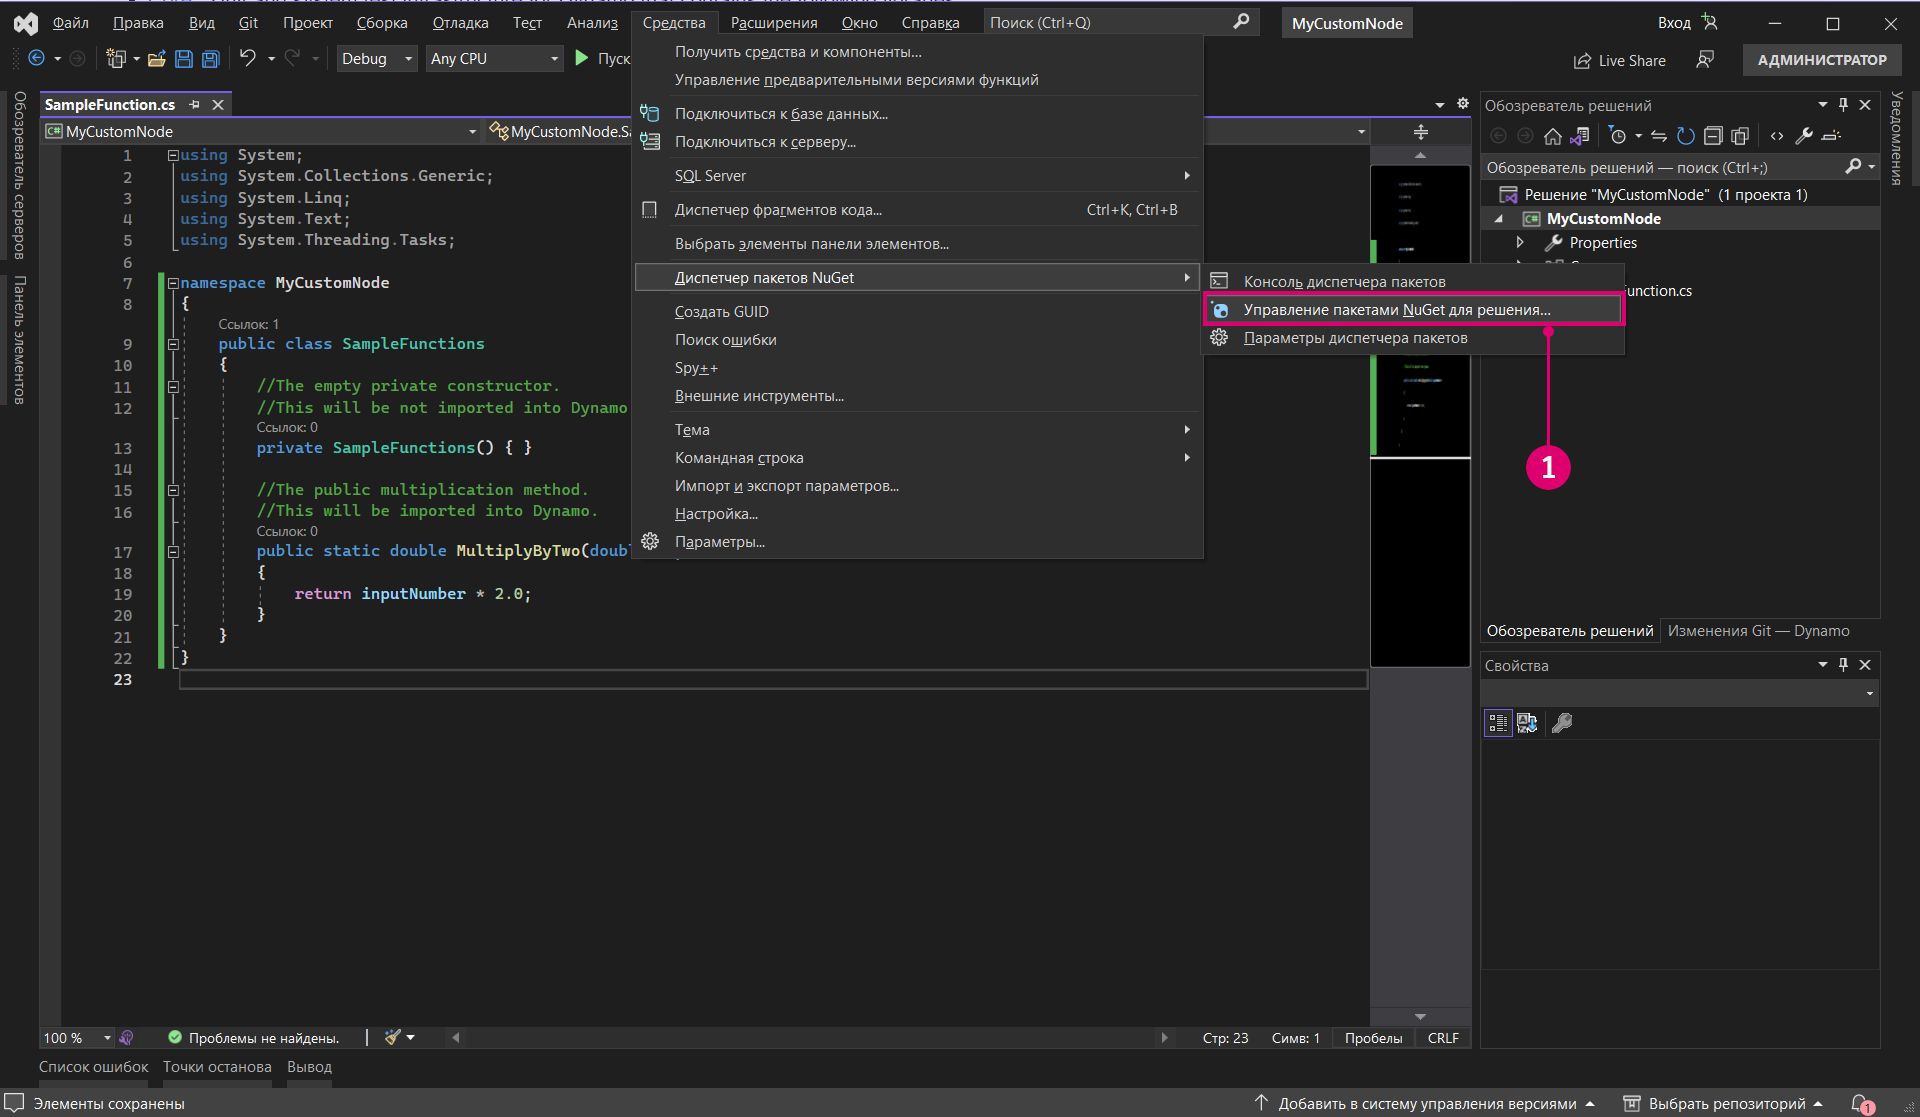 Файл Правка Вид Git Проект Сборка Отладка Тест Анализ Средства Расширения Окно Справка Поиск (Ctrl+Q) MyCustomNode Вход
Debug Any CPU Пуск Live Share АДМИНИСТРАТОР
Обозреватель серверов
Панель элементов
SampleFunction.cs
MyCustomNode MyCustomNode.Sa
1 using System;
2 using System.Collections.Generic;
3 using System.Linq;
4 using System.Text;
5 using System.Threading.Tasks;
6
7 namespace MyCustomNode
8 {
Ссылок: 1
9 public class SampleFunctions
10 {
11 //The empty private constructor.
12 //This will be not imported into Dynamo
Ссылок: 0
13 private SampleFunctions() { }
14
15 //The public multiplication method.
16 //This will be imported into Dynamo.
Ссылок: 0
17 public static double MultiplyByTwo(doub
18 {
19 return inputNumber * 2.0;
20 }
21 }
22 }
23
Получить средства и компоненты...
Управление предварительными версиями функций
Подключиться к базе данных...
Подключиться к серверу...
SQL Server
Диспетчер фрагментов кода... Ctrl+K, Ctrl+B
Выбрать элементы панели элементов...
Диспетчер пакетов NuGet
Создать GUID
Поиск ошибки
Spy++
Внешние инструменты...
Тема
Командная строка
Импорт и экспорт параметров...
Настройка...
Параметры...
Консоль диспетчера пакетов
Управление пакетами NuGet для решения...
Параметры диспетчера пакетов
1
Обозреватель решений
Обозреватель решений — поиск (Ctrl+;)
Решение "MyCustomNode" (1 проекта 1)
C# MyCustomNode
Properties
Function.cs
Уведомления
Обозреватель решений Изменения Git — Dynamo
Свойства
100 % Проблемы не найдены. Стр: 23 Симв: 1 Пробелы CRLF
Список ошибок Точки останова Вывод
Элементы сохранены Добавить в систему управления версиями Выбрать репозиторий 1